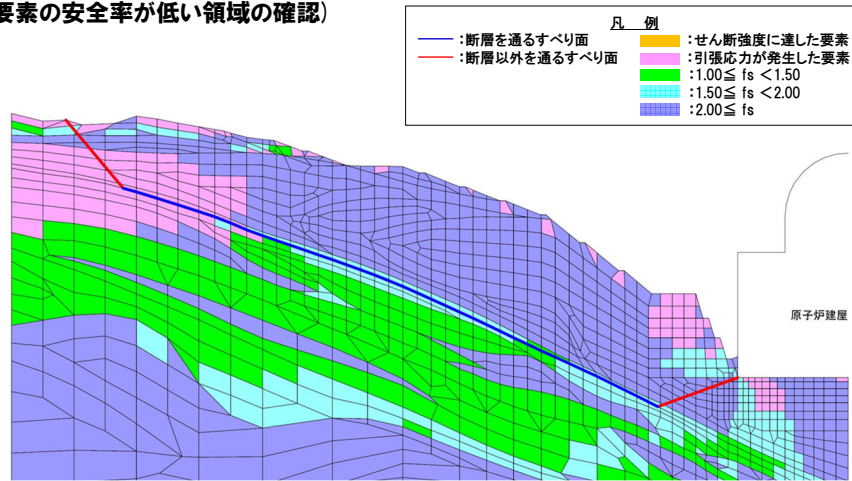 要素の安全率が低い領域の確認)
凡 例
:断層を通るすべり面
:断層以外を通るすべり面
:せん断強度に達した要素
:引張応力が発生した要素
:1.00≦ fs <1.50
:1.50≦ fs <2.00
:2.00≦ fs
原子炉建屋